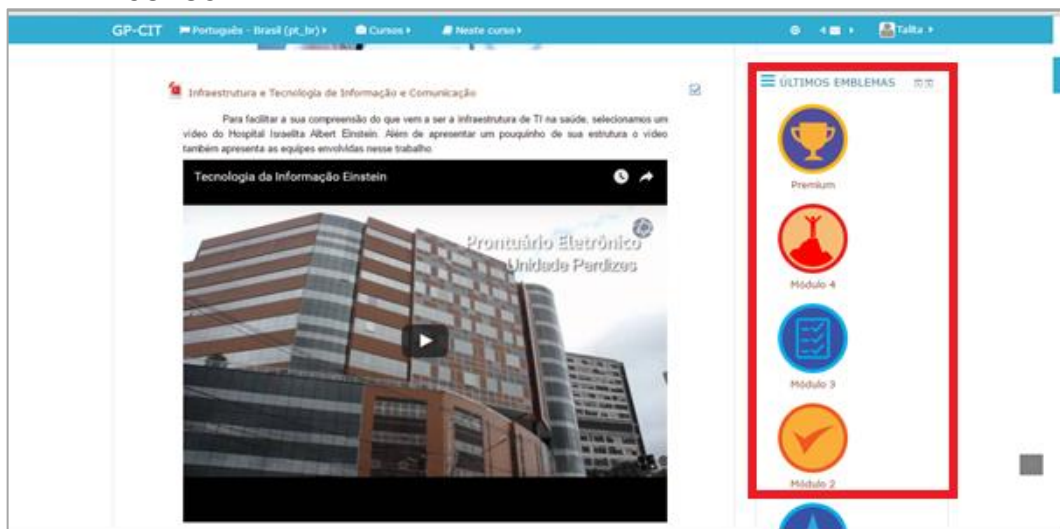 GP-CIT Português - Brasil (pt_br) Cursos Neste curso 4 Talita
Infraestrutura e Tecnologia de Informação e Comunicação
Para facilitar a sua compreensão do que vem a ser a infraestrutura de TI na saúde, selecionamos um
vídeo do Hospital Israelita Albert Einstein. Além de apresentar um pouquinho de sua estrutura o vídeo
também apresenta as equipes envolvidas nesse trabalho
Tecnologia da Informação Einstein
Prontuário Eletrônico
Unidade Perdizes
ÚLTIMOS EMBLEMAS
Premium
Módulo 4
Módulo 3
Módulo 2